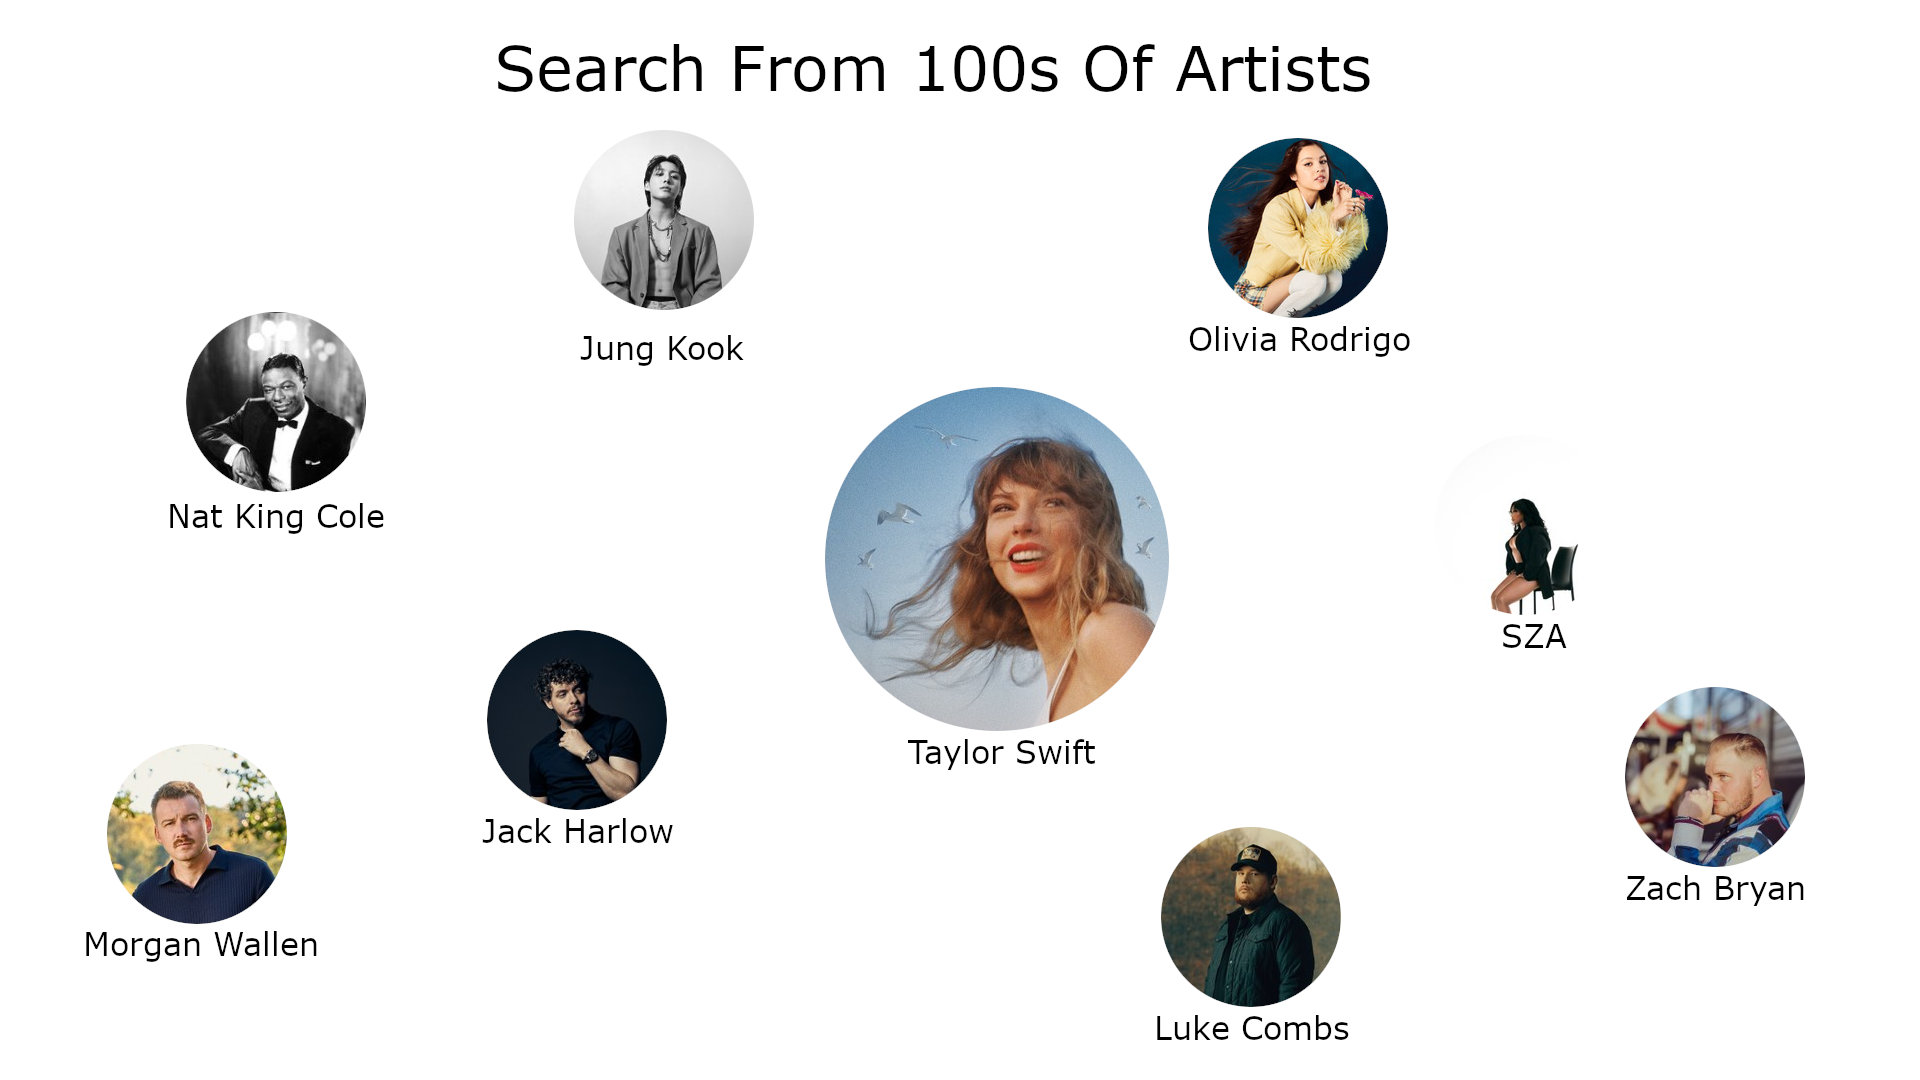 Search From 100s Of Artists
Jung Kook
Olivia Rodrigo
Nat King Cole
SZA
Taylor Swift
Jack Harlow
Zach Bryan
Morgan Wallen
Luke Combs